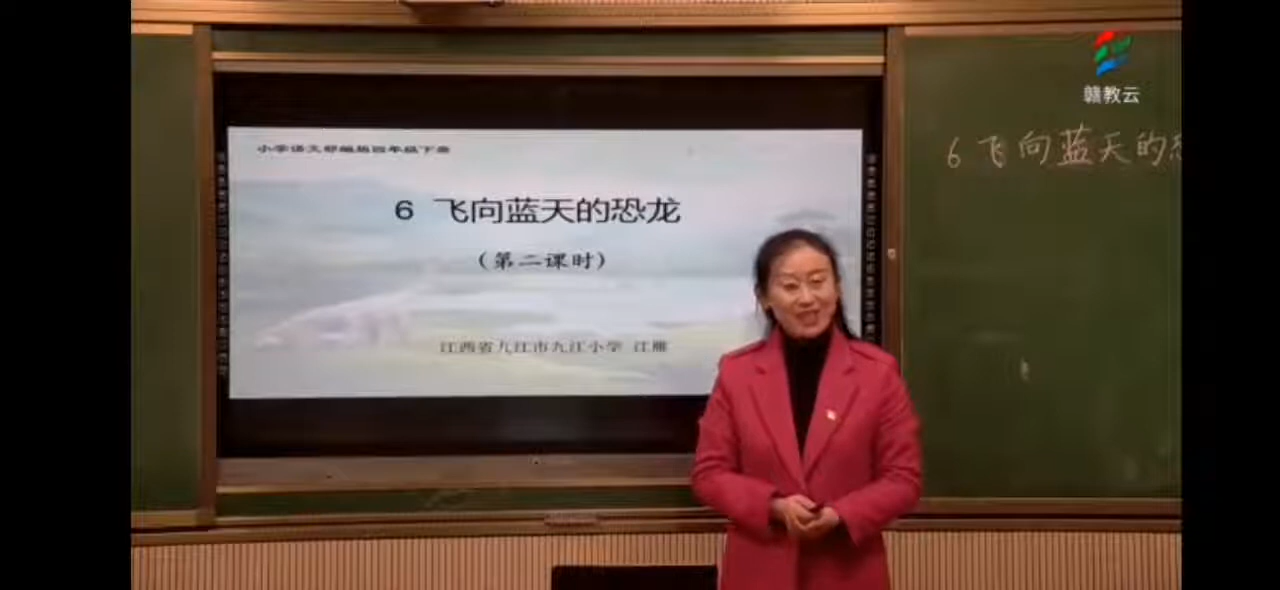 赣教云
小学语文部编版四年级下册
6 飞向蓝天的恐龙
（第二课时）
江西省九江市九江小学 江雁
6 飞向蓝天的